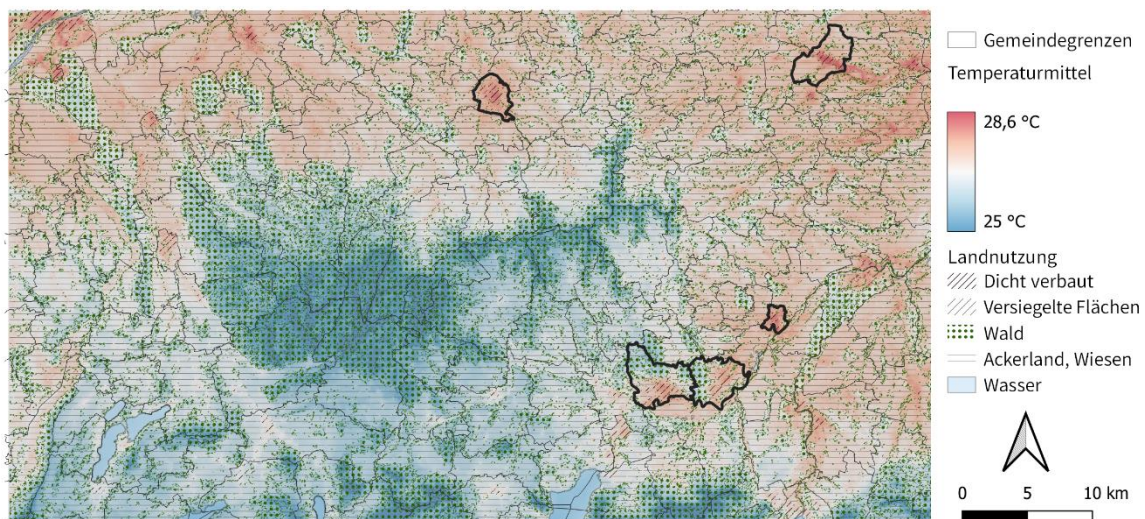 Gemeindegrenzen
Temperaturmittel
28,6 °C
25 °C
Landnutzung
Dicht verbaut
Versiegelte Flächen
Wald
Ackerland, Wiesen
Wasser
0 5 10 km